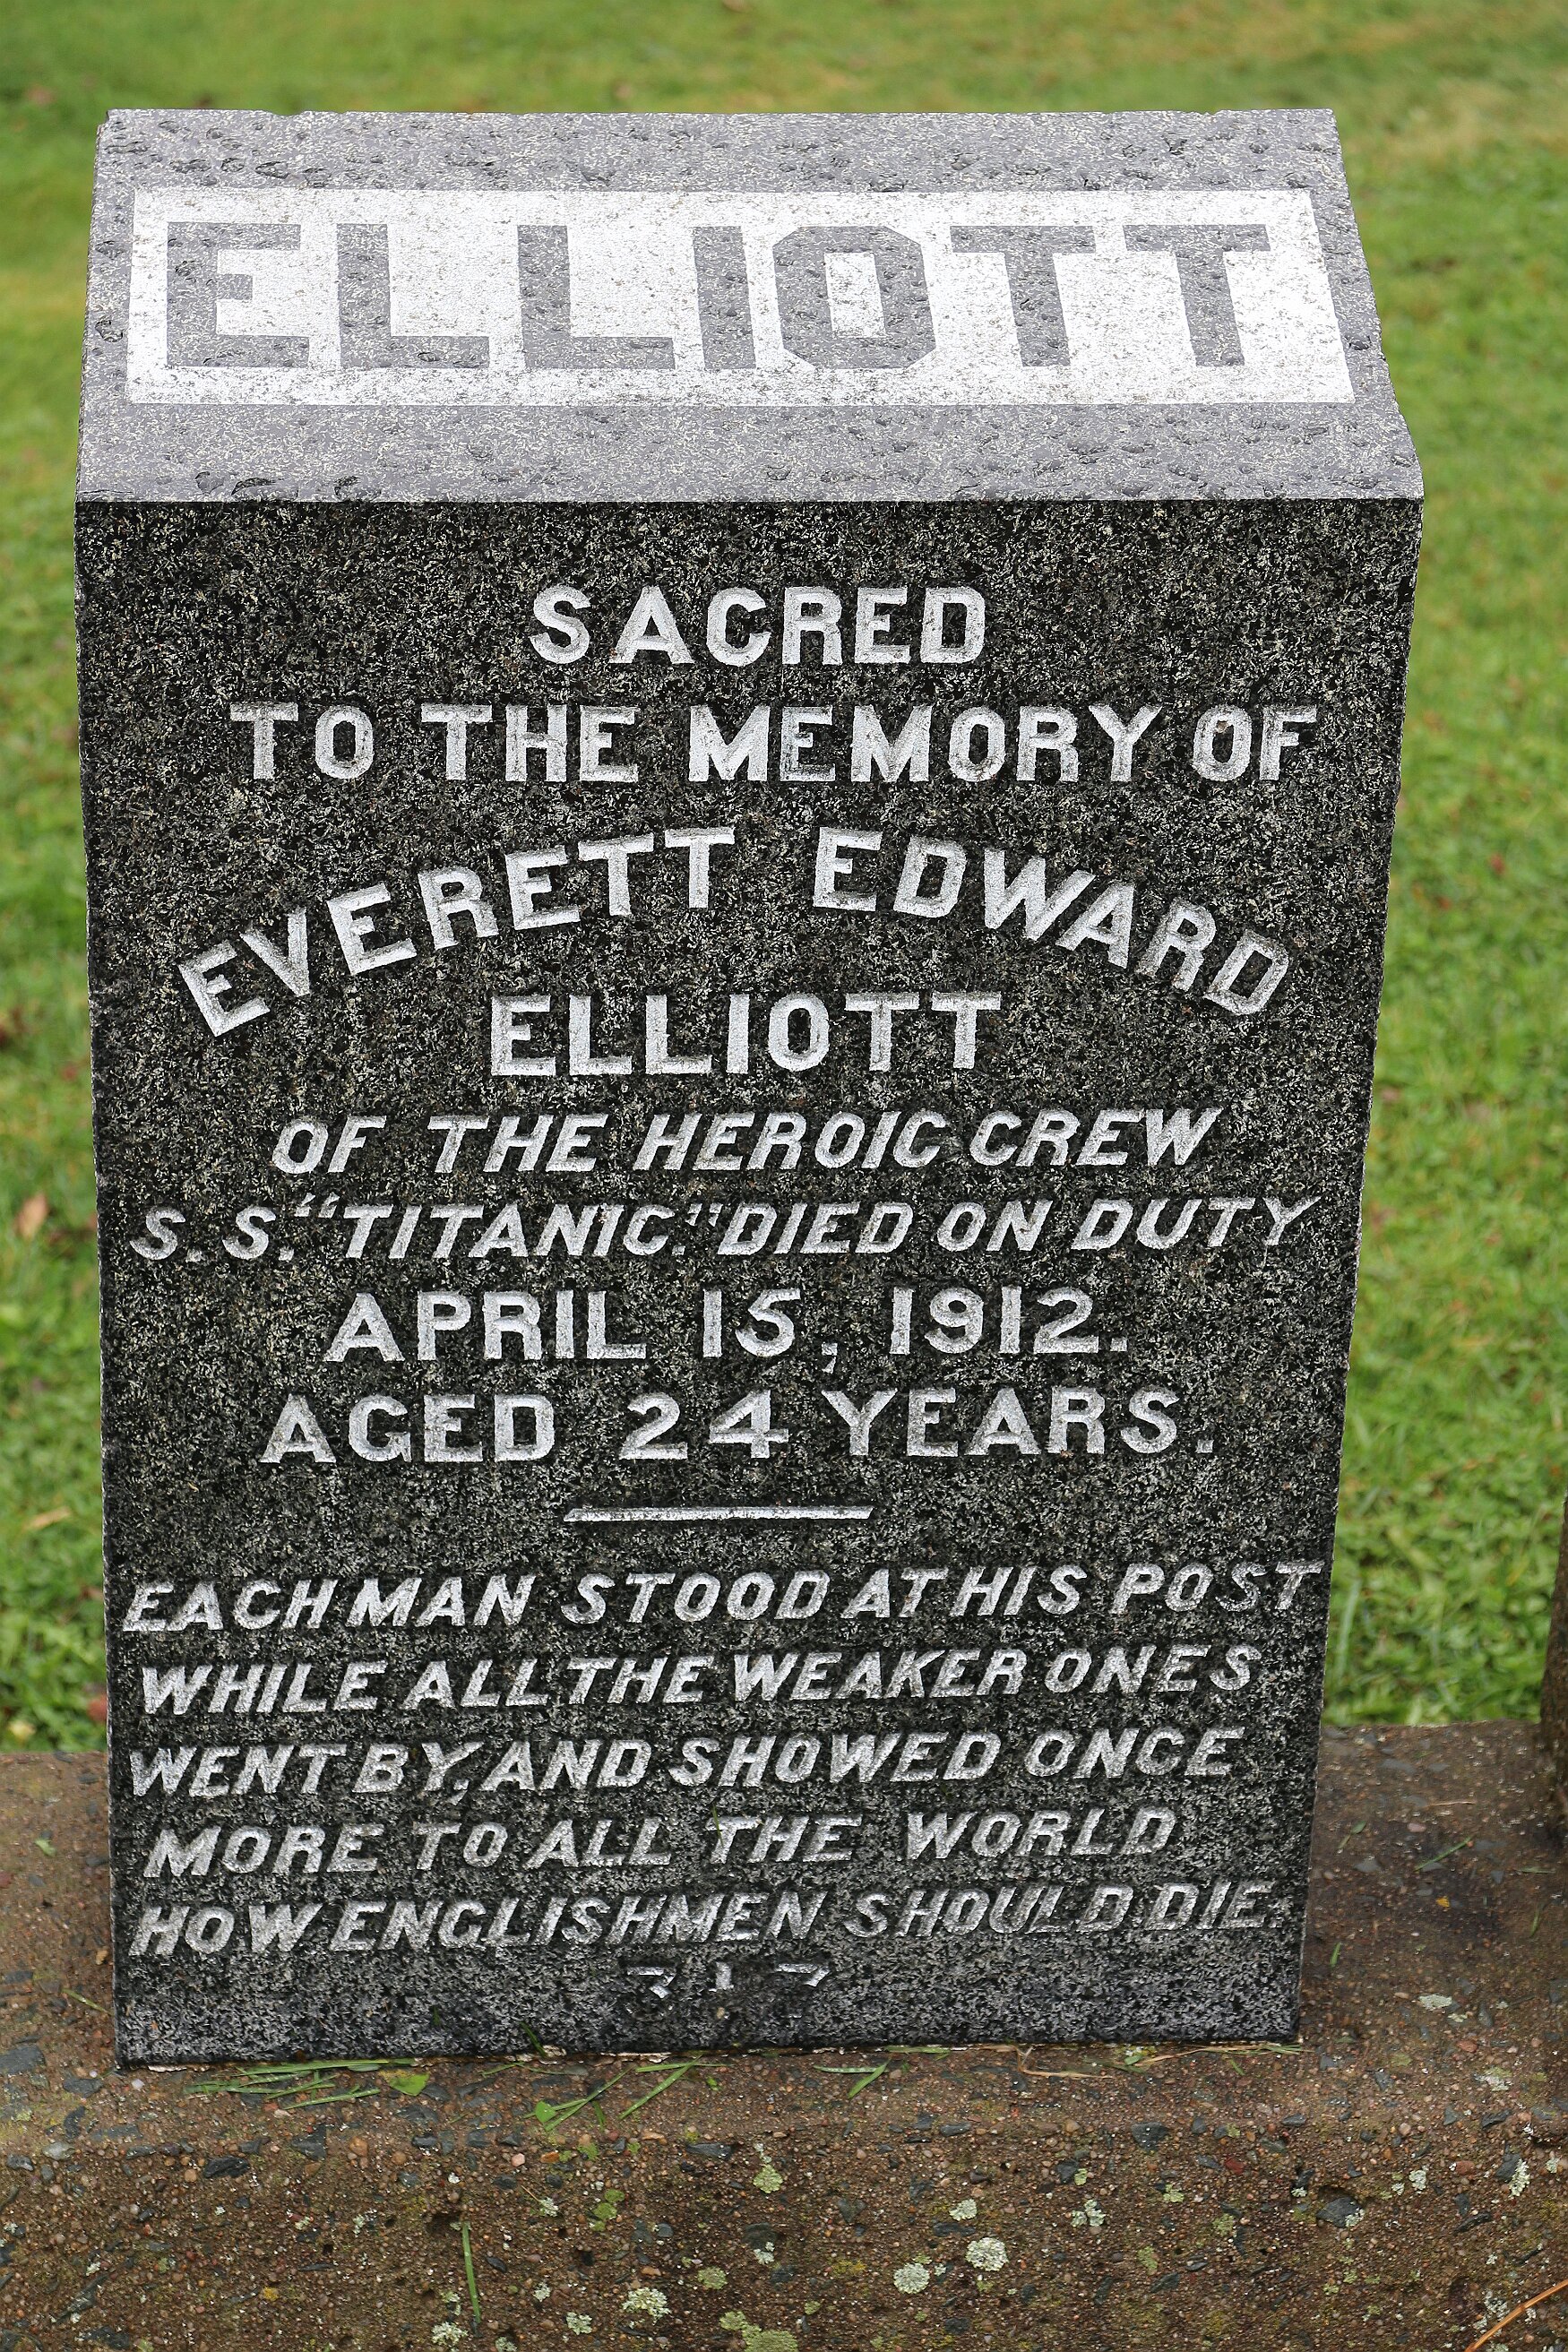 ELLIOTT
SACRED
TO THE MEMORY OF
EVERETT EDWARD
ELLIOTT
OF THE HEROIC CREW
S.S. "TITANIC." DIED ON DUTY
APRIL 15, 1912.
AGED 24 YEARS.
EACH MAN STOOD AT HIS POST
WHILE ALL THE WEAKER ONES
WENT BY, AND SHOWED ONCE
MORE TO ALL THE WORLD
HOW ENGLISHMEN SHOULD DIE.